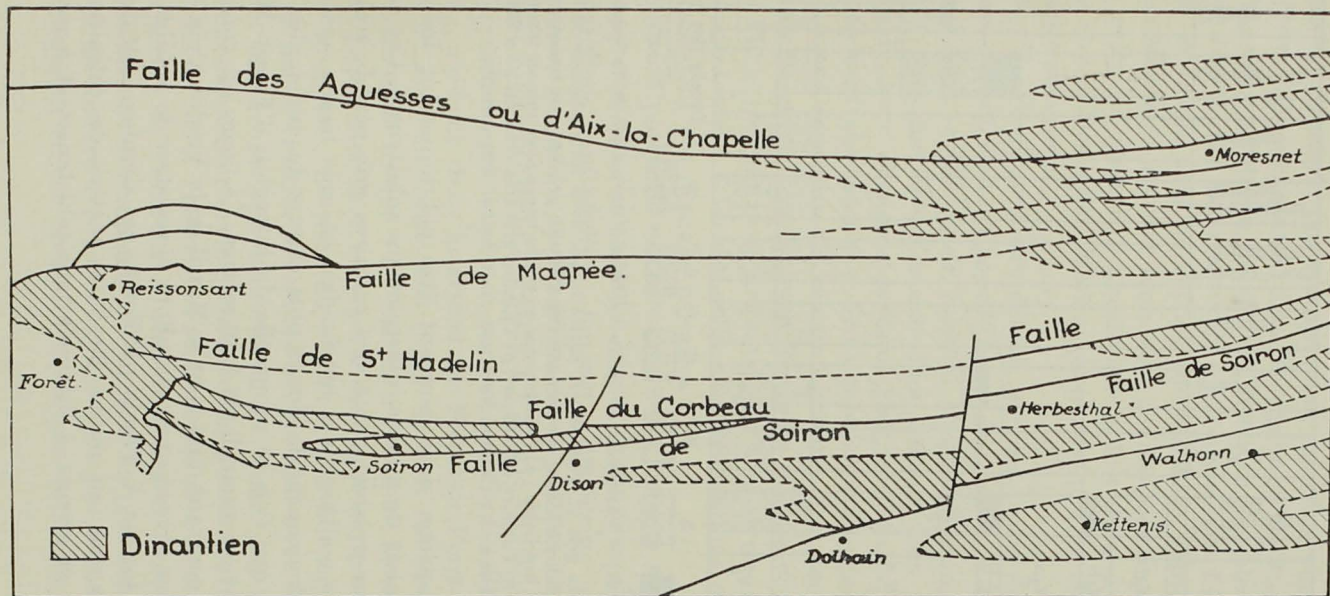 Faille des Aguesses ou d'Aix-la-Chapelle
Moresnet
Faille de Magnée.
Reissonsart
Faille
Faille de St Hadelin
Forêt.
Faille de Soiron
Herbesthal
Faille du Corbeau
Faille de Soiron
Soiron
Dison
Walhorn
Kettenis
Dolhain
Dinantien